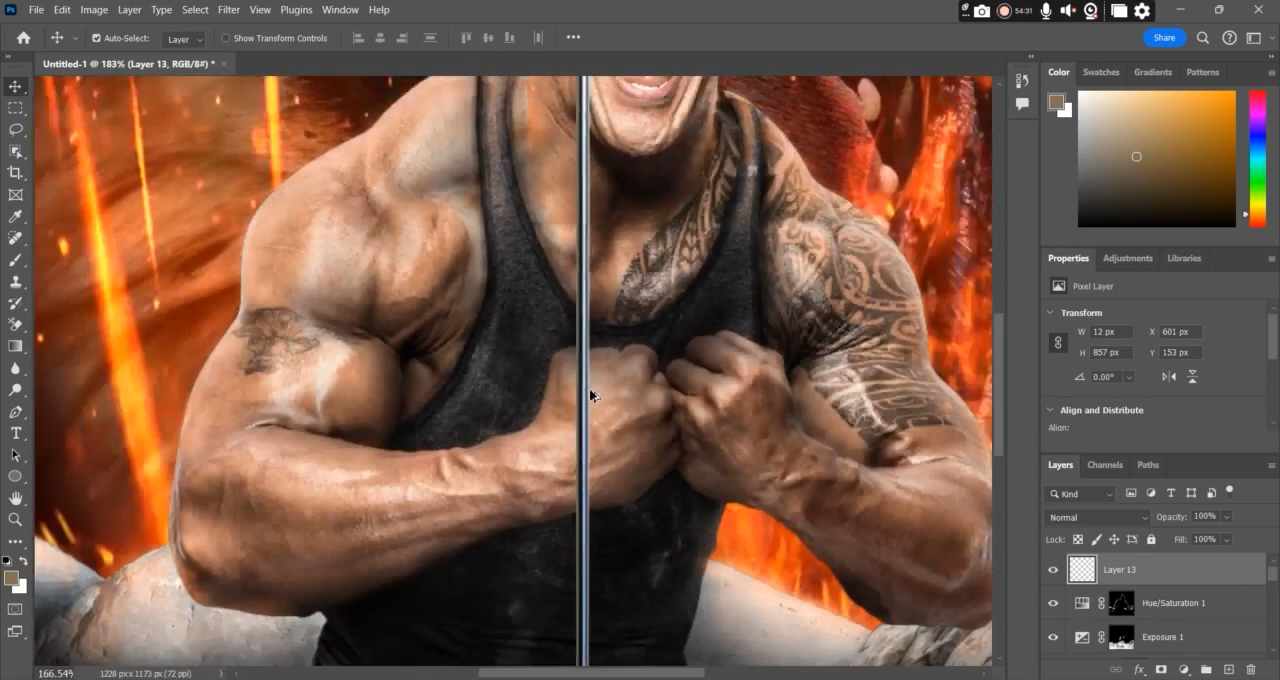 Ps File Edit Image Layer Type Select Filter View Plugins Window Help
54:31
Auto-Select: Layer Show Transform Controls
Share
Untitled-1 @ 183% (Layer 13, RGB/8#) *
Color Swatches Gradients Patterns
Properties Adjustments Libraries
Pixel Layer
Transform
W 12 px X 601 px
H 857 px Y 153 px
0.00°
Align and Distribute
Align:
Layers Channels Paths
Kind
Normal Opacity: 100%
Lock: Fill: 100%
Layer 13
Hue/Saturation 1
Exposure 1
166.54% 1228 px x 1173 px (72 ppi)
fx